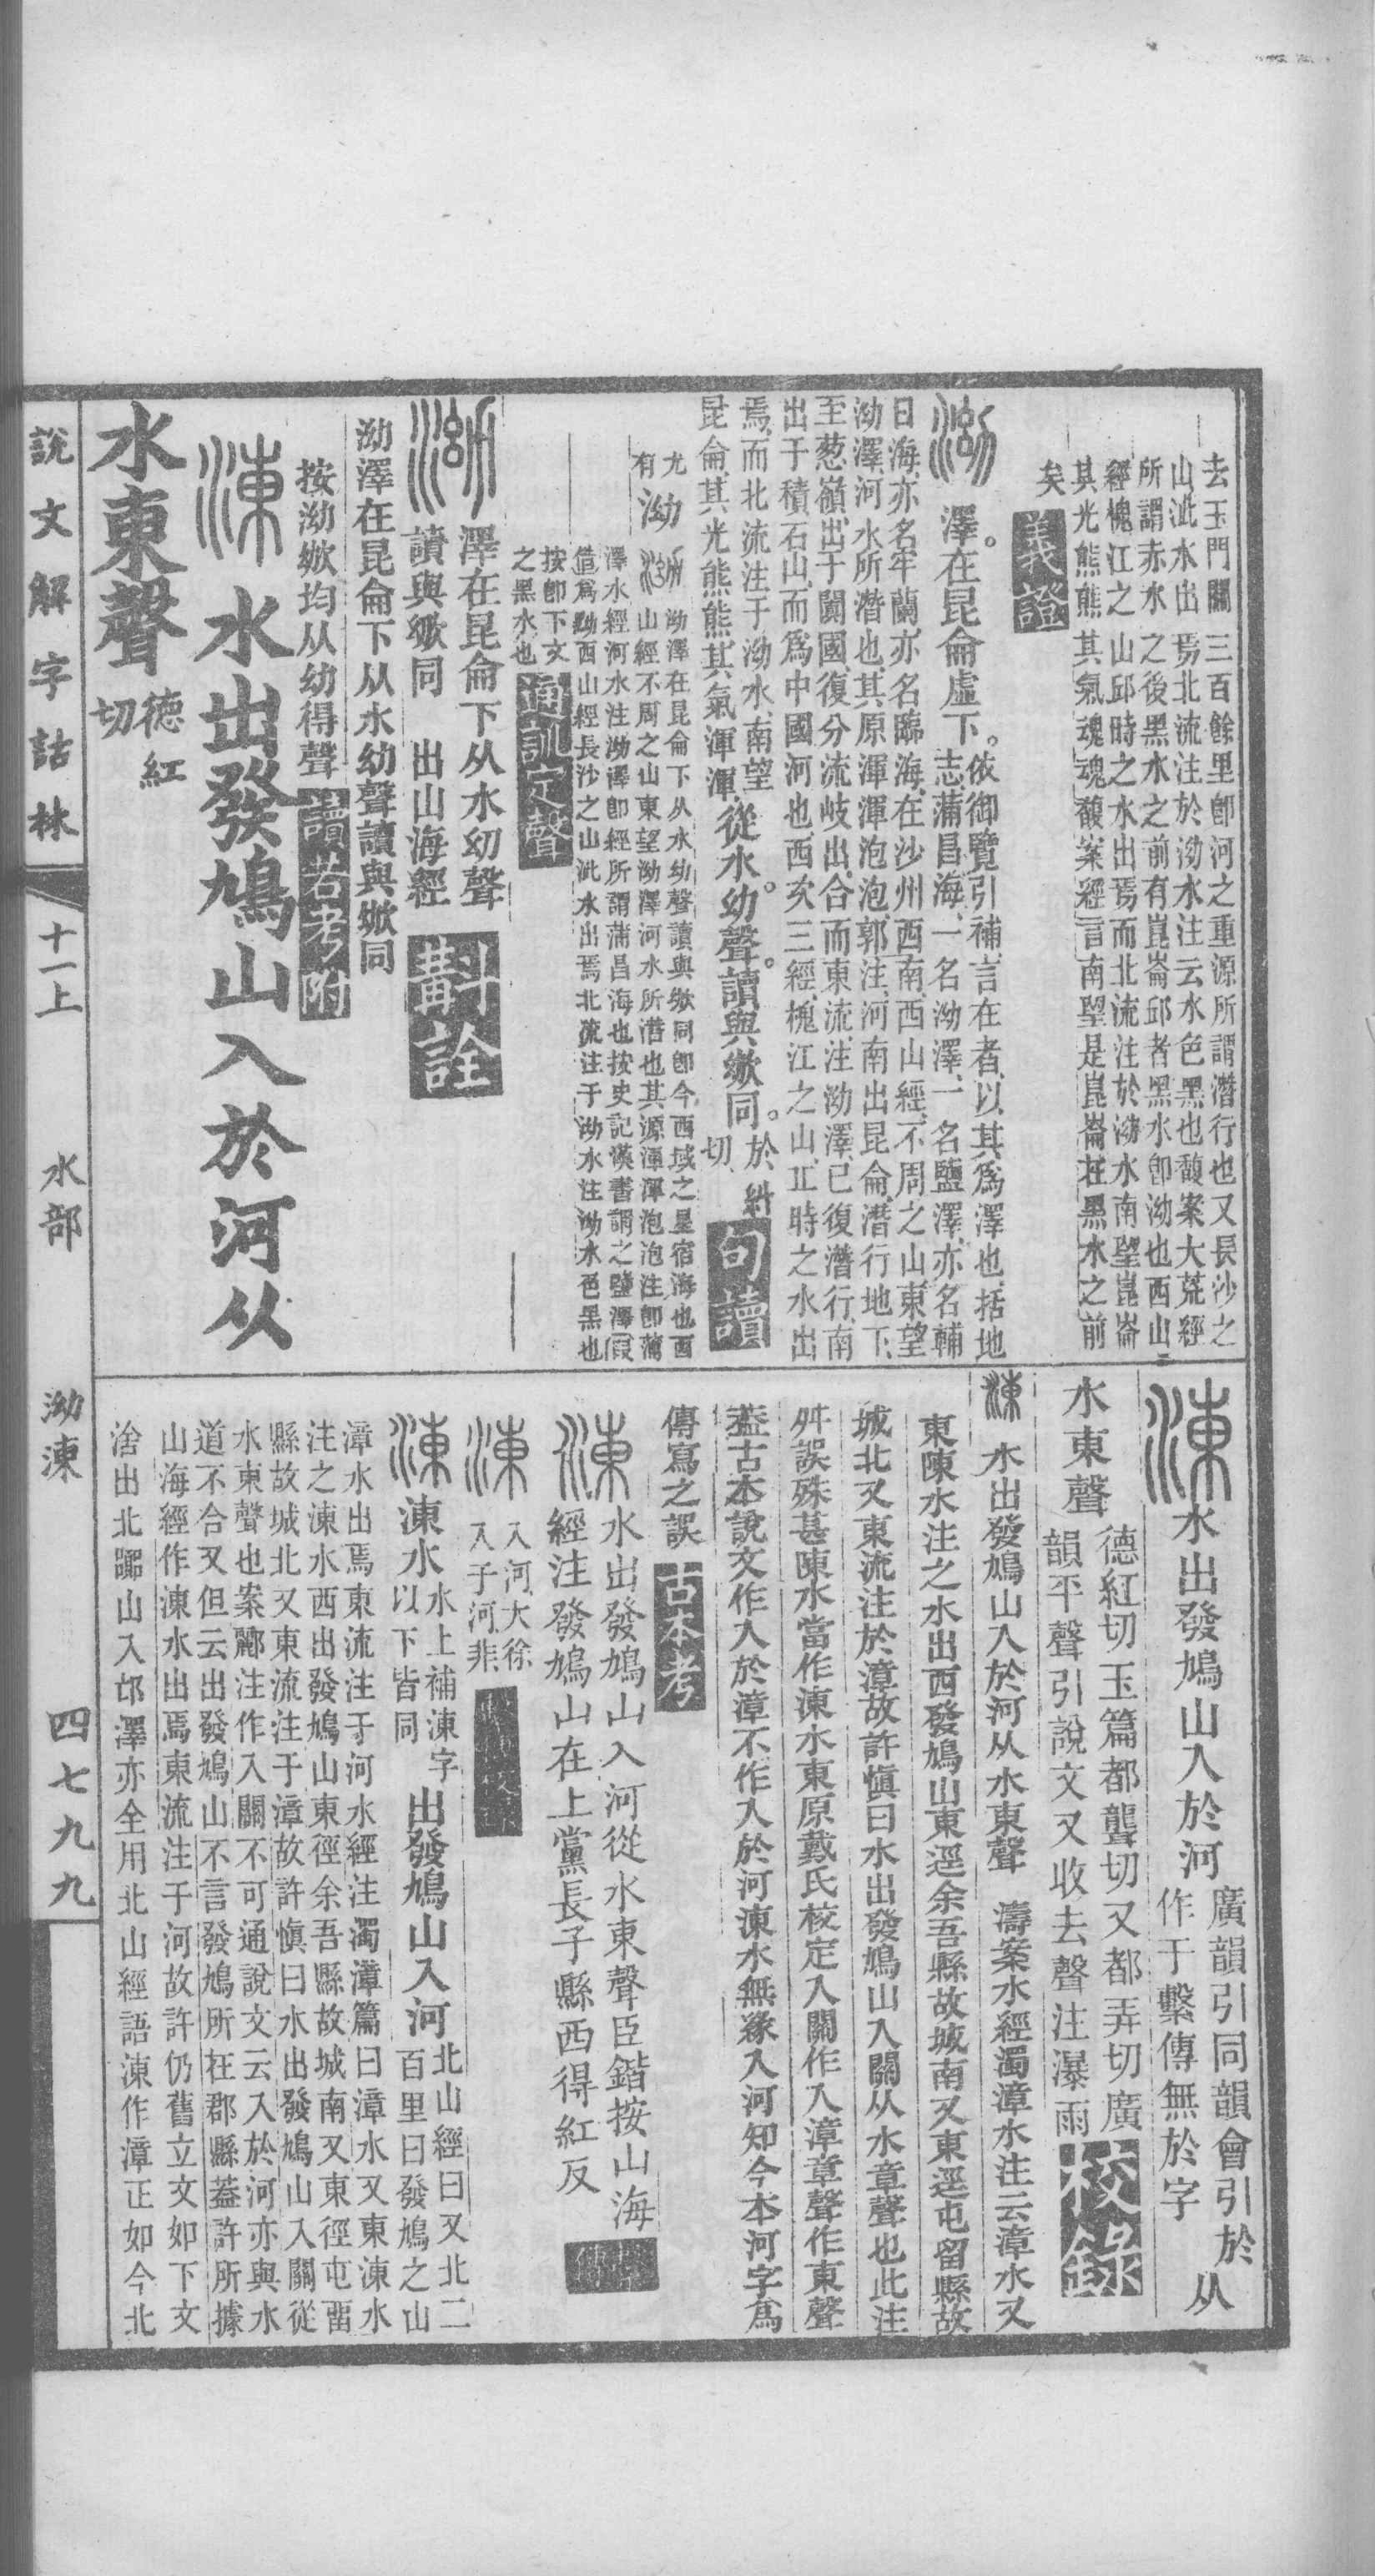 去玉門關三百餘里卽河之重源所謂潛行也又長沙之
山泚水出焉北流注於泑水注云水色黑也馥案大荒經
所謂赤水之後黑水之前有崑崙邱者黑水卽泑也西山
經槐江之山邱時之水出焉而北流注於泑水南望崑崙
其光熊熊其氣魂魂馥案經言南望是崑崙在黑水之前
矣
義證
澤在昆侖虛下
依御覽引補言在者以其爲澤也括地
志蒲昌海一名泑澤一名鹽澤亦名輔
日海亦名牢蘭亦名臨海在沙州西南西山經不周之山東望
泑澤河水所潛也其原渾渾泡泡郭注河南出昆侖潛行地下
至葱嶺出于闐國復分流岐出合而東流注泑澤已復潛行南
出于積石山而爲中國河也西次三經槐江之山丘時之水出
焉而北流注于泑水南望
昆侖其光熊熊其氣渾渾
從水幼聲讀與㵐同
於糾
切
句讀
尤
有
泑
泑澤在昆侖下从水幼聲讀與㵐同卽今西域之星宿海也西
山經不周之山東望泑澤河水所潛也其源渾渾泡泡注卽蒲
澤水經河水注泑澤卽經所謂蒲昌海也按史記漢書謂之鹽澤假
借爲黝西山經長沙之山泚水出焉北流注于泑水注泑水色黑也
按卽下文
之黑水也
通訓定聲
澤在昆侖下从水幼聲
讀與㵐同 出山海經
斠詮
泑澤在昆侖下从水幼聲讀與㵐同
按泑㵐均从幼得聲
讀若考附
涷水出發鳩山入於河从
水東聲
德紅
切
水出發鳩山入於河
廣韻引同韻會引於
作于繫傳無於字
从
水東聲
德紅切玉篇都聾切又都弄切廣
韻平聲引說文又收去聲注瀑雨
校錄
水出發鳩山入於河从水東聲 濤案水經濁漳水注云漳水又
東陳水注之水出西發鳩山東逕余吾縣故城南又東逕屯留縣故
城北又東流注於漳故許愼曰水出發鳩山入關从水章聲也此注
舛誤殊甚陳水當作涷水東原戴氏校定入關作入漳章聲作東聲
葢古本說文作入於漳不作入於河涷水無緣入河知今本河字爲
傳寫之誤
古本考
水出發鳩山入河從水東聲臣鍇按山海
經注發鳩山在上黨長子縣西得紅反
入河大徐
入于河非
涷水
水上補涷字
以下皆同
出發鳩山入河
北山經曰又北二
百里曰發鳩之山
漳水出焉東流注于河水經注濁漳篇曰漳水又東涷水
注之涷水西出發鳩山東徑余吾縣故城南又東徑屯畱
縣故城北又東流注于漳故許愼曰水出發鳩山入關從
水東聲也案酈注作入關不可通說文云入於河亦與水
道不合又但云出發鳩山不言發鳩所在郡縣葢許所據
山海經作涷水出焉東流注于河故許仍舊立文如下文
淦出北嚻山入邙澤亦全用北山經語涷作漳正如今北
說文解字詁林
十一上
水部
泑涷
四七九九